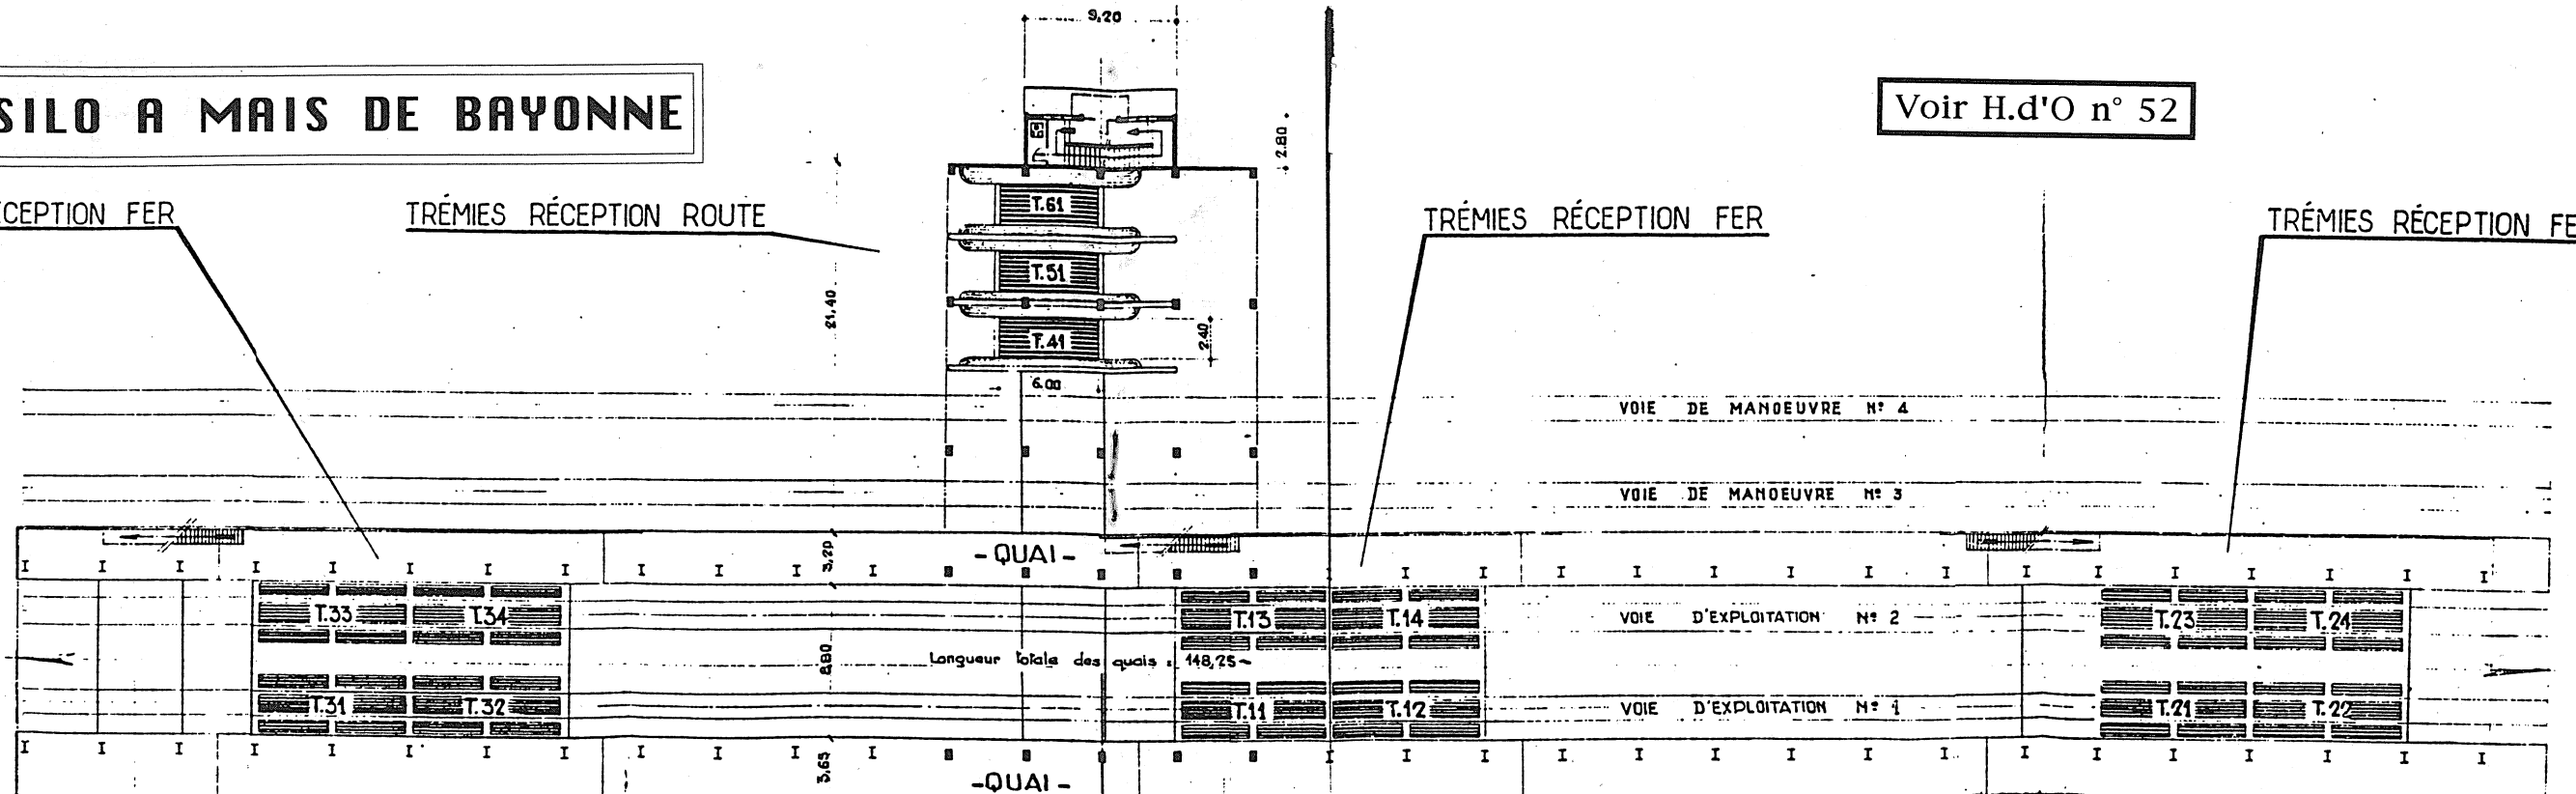 9,20
SILO A MAIS DE BAYONNE
Voir H.d'O n° 52
2.80
CEPTION FER
TRÉMIES RÉCEPTION ROUTE
TRÉMIES RÉCEPTION FER
TRÉMIES RÉCEPTION FE
T.61
T.51
T.41
21,40
2.40
6.00
VOIE DE MANOEUVRE N° 4
VOIE DE MANOEUVRE N° 3
3,20
-QUAI-
T.33 T.34
T.13 T.14
VOIE D'EXPLOITATION N° 2
T.23 T.24
8,80
Longueur totale des quais : 148,25
T.31 T.32
T.11 T.12
VOIE D'EXPLOITATION N° 1
T.21 T.22
3,65
-QUAI-